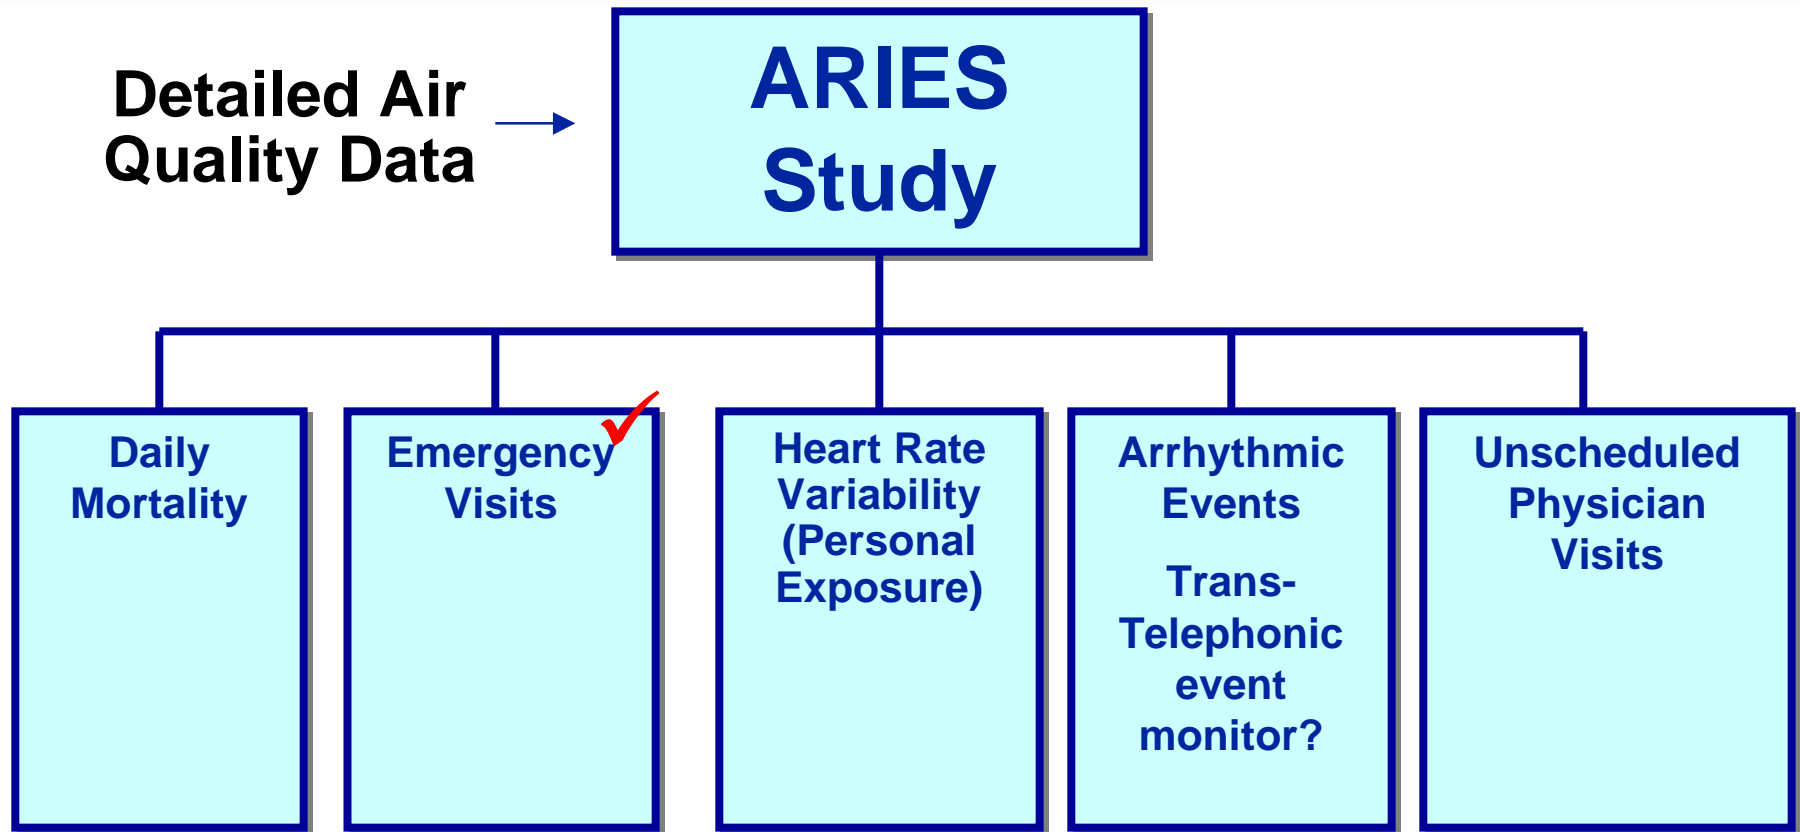 Detailed Air
Quality Data
ARIES
Study
Daily
Mortality
Emergency
Visits
Heart Rate
Variability
(Personal
Exposure)
Arrhythmic
Events
Trans-
Telephonic
event
monitor?
Unscheduled
Physician
Visits